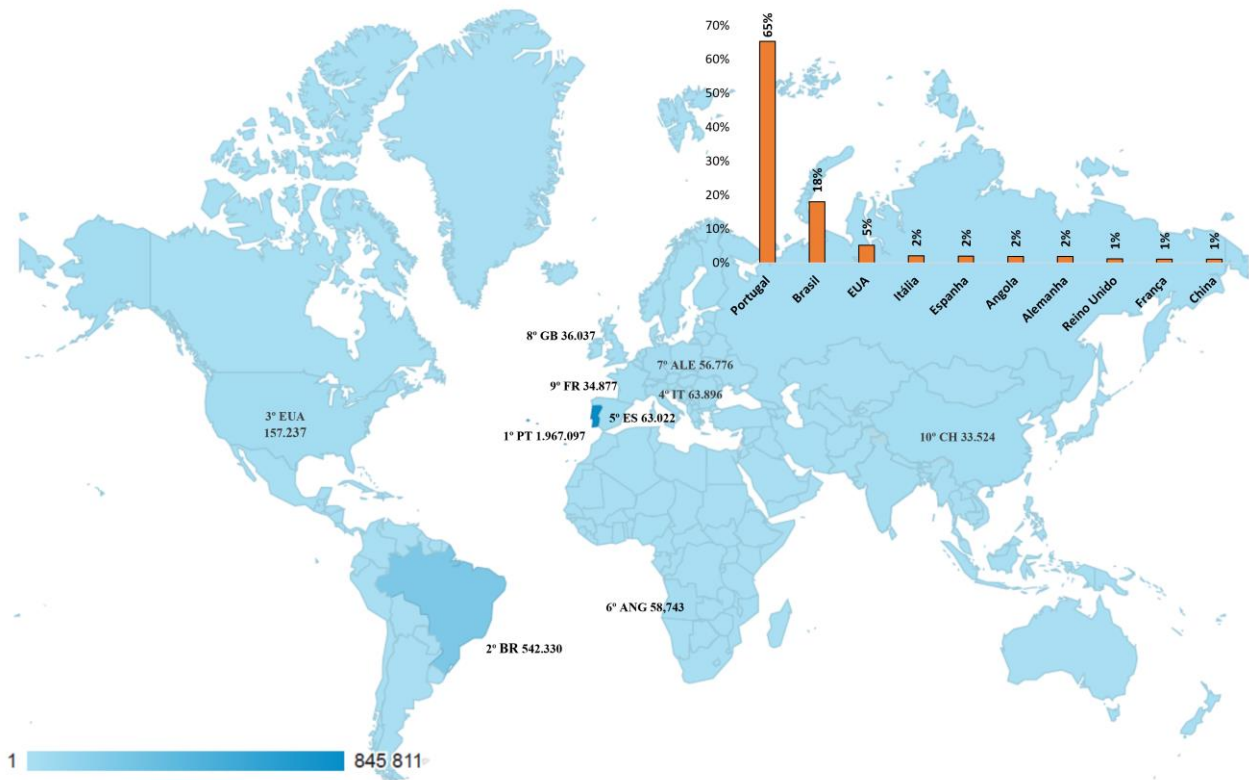 70%
60%
50%
40%
30%
20%
10%
0%
65%
18%
5%
2%
2%
2%
2%
1%
1%
1%
Portugal
Brasil
EUA
Itália
Espanha
Angola
Alemanha
Reino Unido
França
China
8º GB 36.037
7º ALE 56.776
9º FR 34.877
4º IT 63.896
3º EUA
157.237
5º ES 63.022
1º PT 1.967.097
10º CH 33.524
6º ANG 58,743
2º BR 542.330
1
845 811